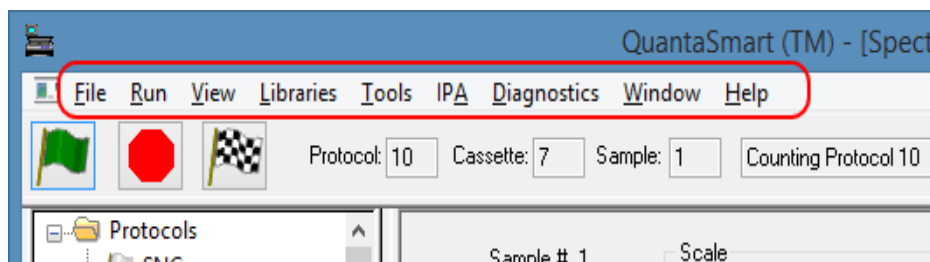 QuantaSmart (TM) - [Spect
File Run View Libraries Tools IPA Diagnostics Window Help
Protocol: 10 Cassette: 7 Sample: 1 Counting Protocol 10
Protocols
SNC
Sample # 1 Scale